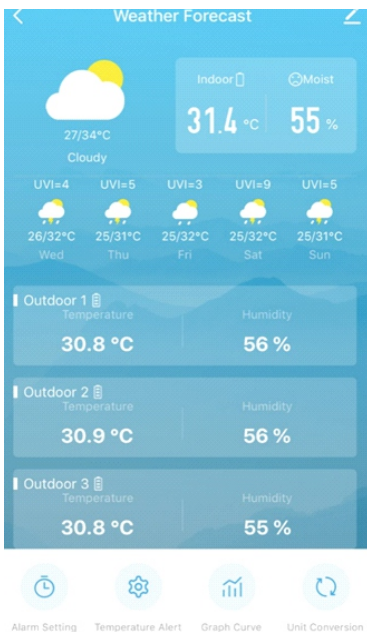 Weather Forecast
Indoor Moist
31.4 °C 55 %
27/34°C
Cloudy
UVI=4 UVI=5 UVI=3 UVI=9 UVI=5
26/32°C 25/31°C 25/32°C 25/32°C 25/31°C
Wed Thu Fri Sat Sun
Outdoor 1
Temperature Humidity
30.8 °C 56 %
Outdoor 2
Temperature Humidity
30.9 °C 56 %
Outdoor 3
Temperature Humidity
30.8 °C 55 %
Alarm Setting Temperature Alert Graph Curve Unit Conversion